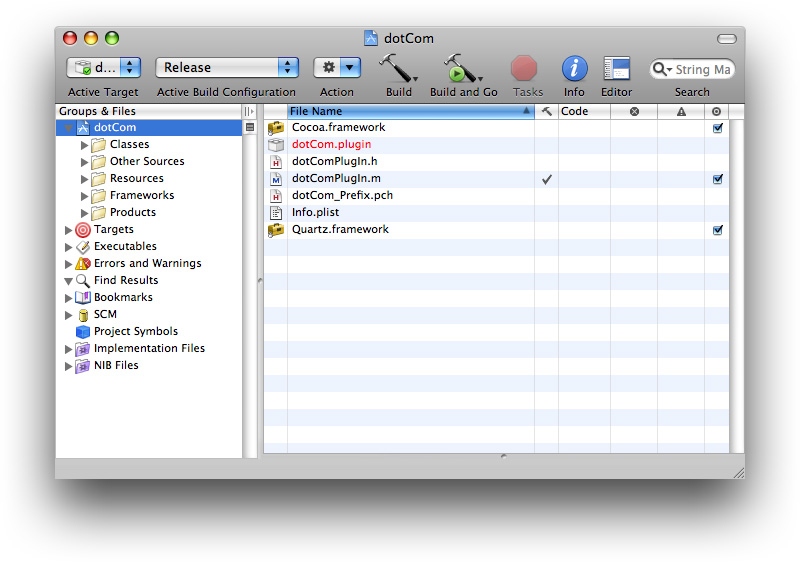 dotCom
d...
Release
String Ma
Active Target
Active Build Configuration
Action
Build
Build and Go
Tasks
Info
Editor
Search
Groups & Files
File Name
Code
dotCom
Classes
Other Sources
Resources
Frameworks
Products
Targets
Executables
Errors and Warnings
Find Results
Bookmarks
SCM
Project Symbols
Implementation Files
NIB Files
Cocoa.framework
dotCom.plugin
dotComPlugIn.h
dotComPlugIn.m
dotCom_Prefix.pch
Info.plist
Quartz.framework